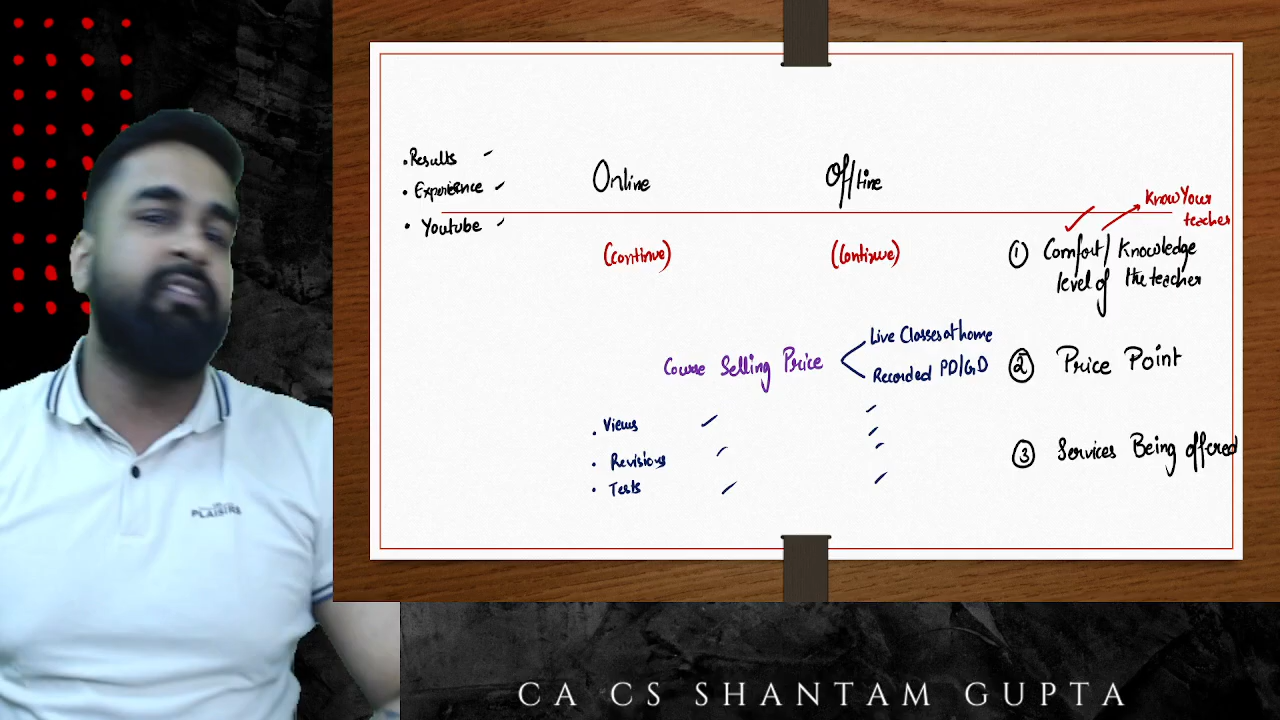 • Results
• Experience
• Youtube
Online
Offline
(continue)
(continue)
Know Your
teacher
① Comfort/ Knowledge
level of the teacher
Course Selling Price
Live Classes at home
Recorded PD/GD
② Price Point
• Views
• Revisions
• Tests
③ Services Being offered
PLAISIRS
CA CS SHANTAM GUPTA